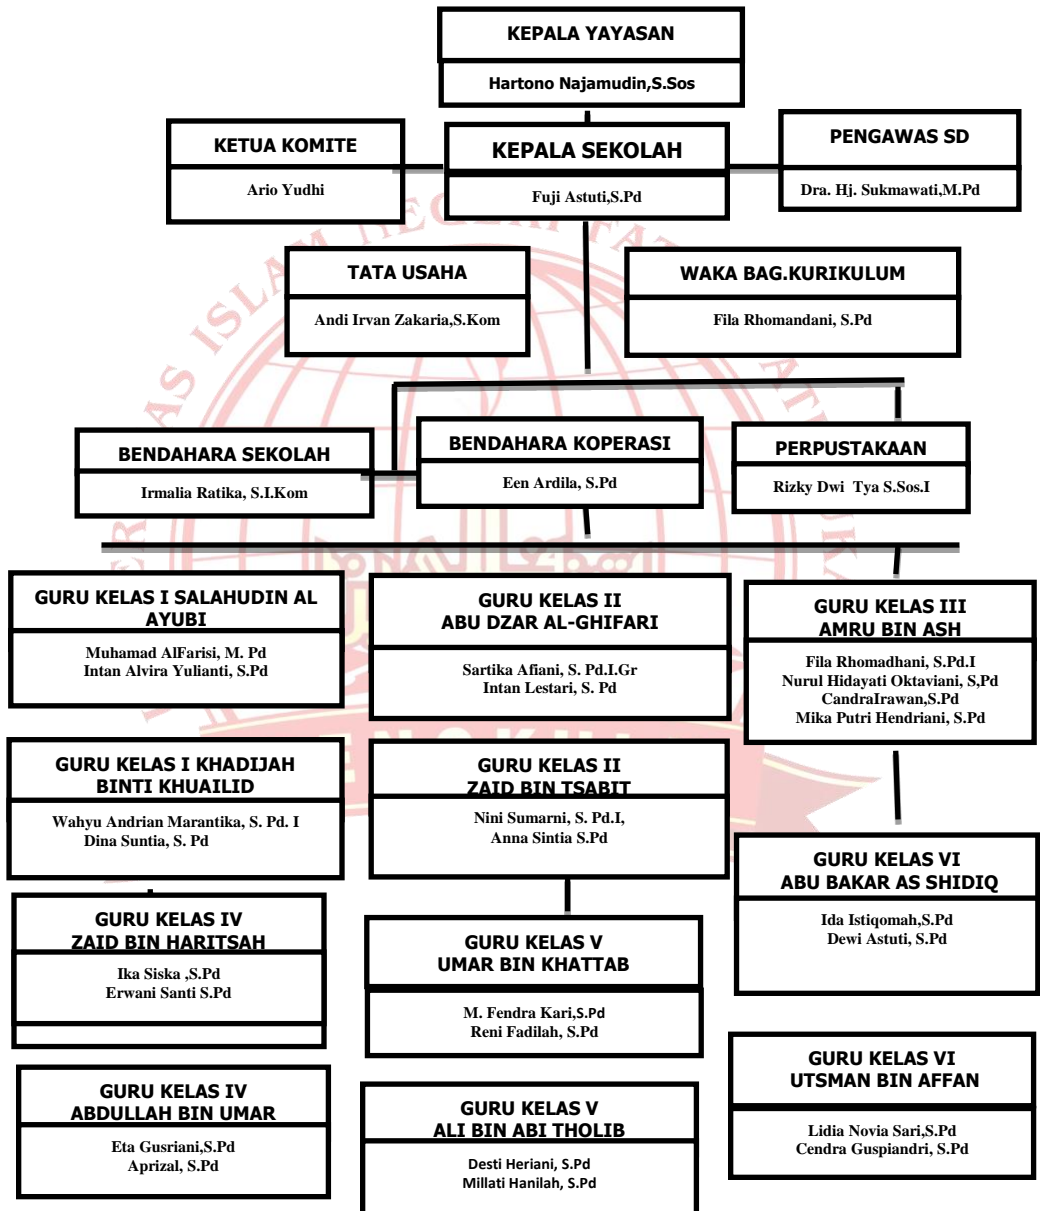 KEPALA YAYASAN
Hartono Najamudin,S.Sos
KETUA KOMITE
Ario Yudhi
KEPALA SEKOLAH
Fuji Astuti,S.Pd
PENGAWAS SD
Dra. Hj. Sukmawati,M.Pd
TATA USAHA
Andi Irvan Zakaria,S.Kom
WAKA BAG.KURIKULUM
Fila Rhomandani, S.Pd
BENDAHARA SEKOLAH
Irmalia Ratika, S.I.Kom
BENDAHARA KOPERASI
Een Ardila, S.Pd
PERPUSTAKAAN
Rizky Dwi Tya S.Sos.I
GURU KELAS I SALAHUDIN AL
AYUBI
Muhamad AlFarisi, M. Pd
Intan Alvira Yulianti, S.Pd
GURU KELAS II
ABU DZAR AL-GHIFARI
Sartika Afiani, S. Pd.I.Gr
Intan Lestari, S. Pd
GURU KELAS III
AMRU BIN ASH
Fila Rhomadhani, S.Pd.I
Nurul Hidayati Oktaviani, S,Pd
CandraIrawan,S.Pd
Mika Putri Hendriani, S.Pd
GURU KELAS I KHADIJAH
BINTI KHUAILID
Wahyu Andrian Marantika, S. Pd. I
Dina Suntia, S. Pd
GURU KELAS II
ZAID BIN TSABIT
Nini Sumarni, S. Pd.I,
Anna Sintia S.Pd
GURU KELAS VI
ABU BAKAR AS SHIDIQ
Ida Istiqomah,S.Pd
Dewi Astuti, S.Pd
GURU KELAS IV
ZAID BIN HARITSAH
Ika Siska ,S.Pd
Erwani Santi S.Pd
GURU KELAS V
UMAR BIN KHATTAB
M. Fendra Kari,S.Pd
Reni Fadilah, S.Pd
GURU KELAS VI
UTSMAN BIN AFFAN
Lidia Novia Sari,S.Pd
Cendra Guspiandri, S.Pd
GURU KELAS IV
ABDULLAH BIN UMAR
Eta Gusriani,S.Pd
Aprizal, S.Pd
GURU KELAS V
ALI BIN ABI THOLIB
Desti Heriani, S.Pd
Millati Hanilah, S.Pd